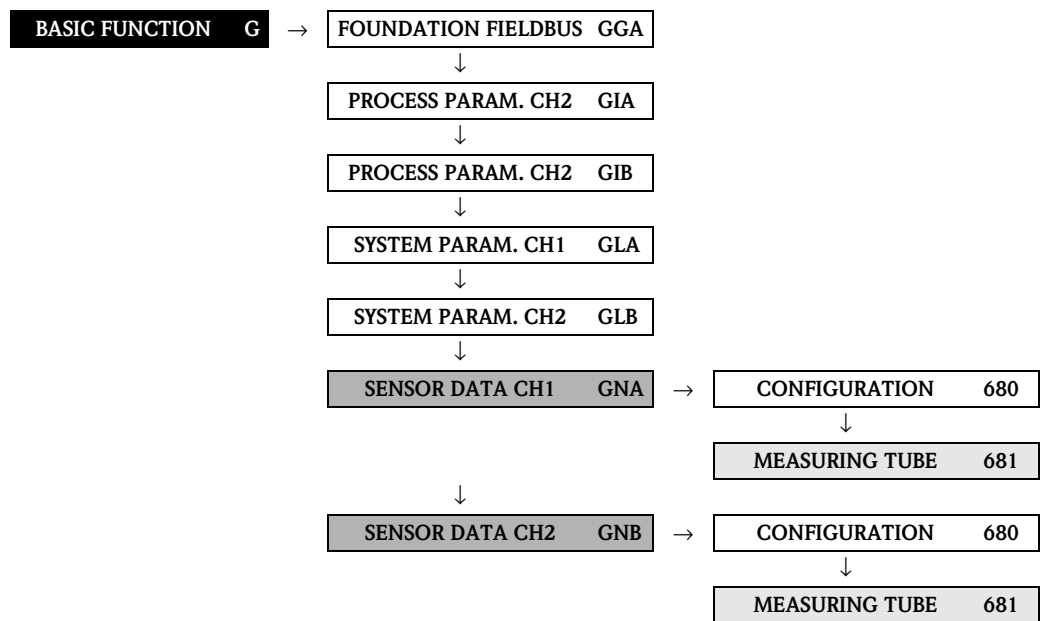 BASIC FUNCTION G → FOUNDATION FIELDBUS GGA
↓
PROCESS PARAM. CH2 GIA
↓
PROCESS PARAM. CH2 GIB
↓
SYSTEM PARAM. CH1 GLA
↓
SYSTEM PARAM. CH2 GLB
↓
SENSOR DATA CH1 GNA → CONFIGURATION 680
↓
MEASURING TUBE 681
↓
SENSOR DATA CH2 GNB → CONFIGURATION 680
↓
MEASURING TUBE 681